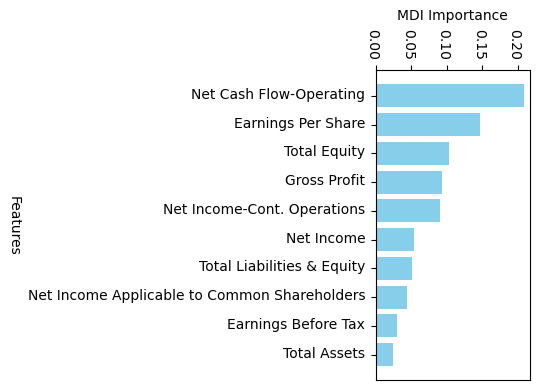 MDI Importance
0.00 0.05 0.10 0.15 0.20
Net Cash Flow-Operating
Earnings Per Share
Total Equity
Gross Profit
Net Income-Cont. Operations
Net Income
Total Liabilities & Equity
Net Income Applicable to Common Shareholders
Earnings Before Tax
Total Assets
Features